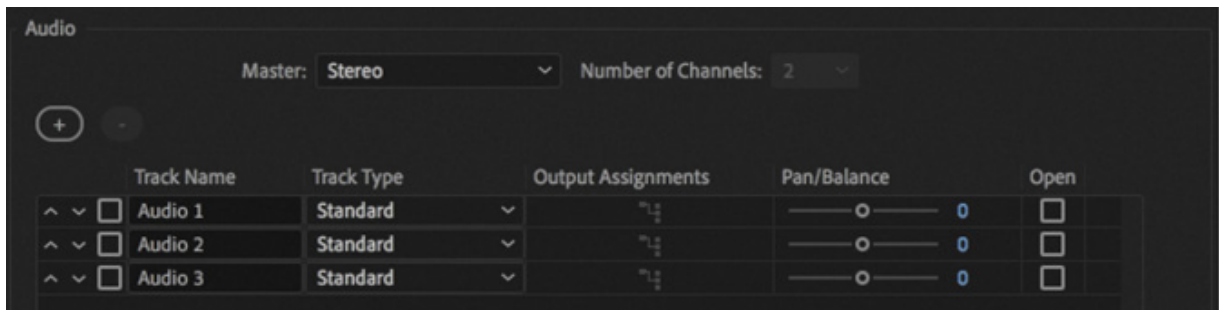 Audio
Master: Stereo Number of Channels: 2
+ -
Track Name Track Type Output Assignments Pan/Balance Open
Audio 1 Standard 0
Audio 2 Standard 0
Audio 3 Standard 0